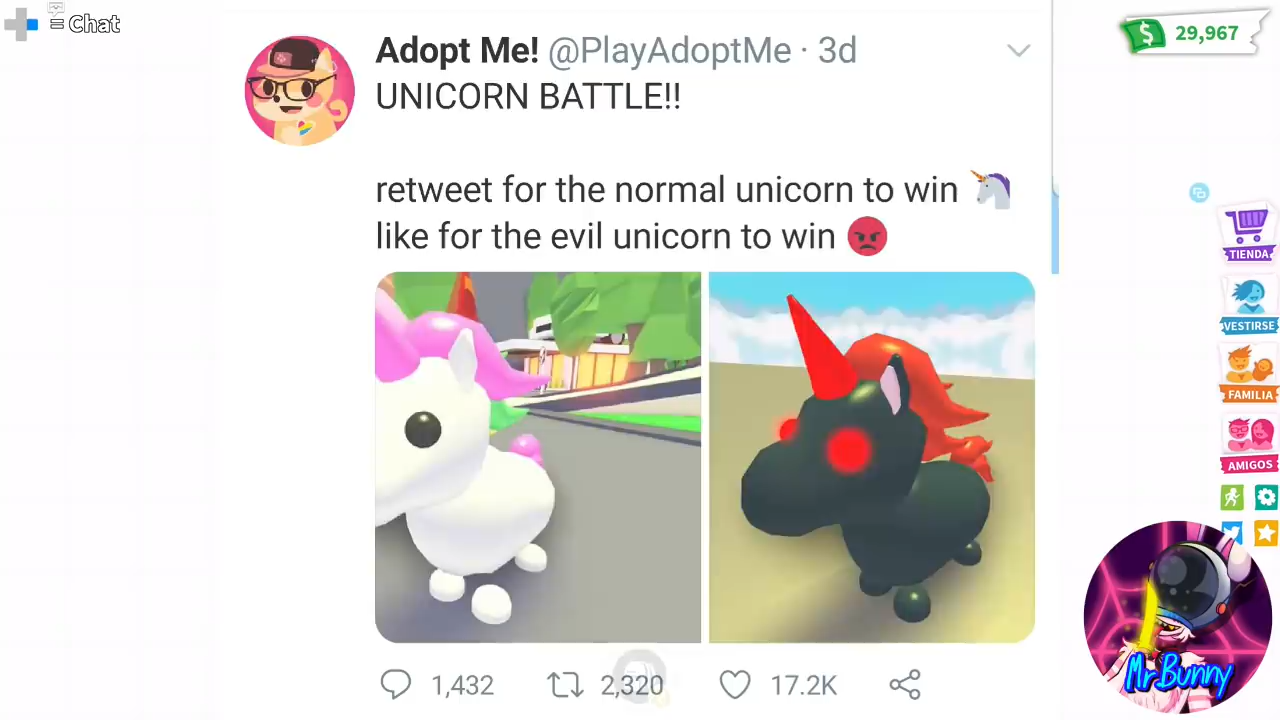 = Chat
29,967
Adopt Me! @PlayAdoptMe · 3d
UNICORN BATTLE!!
retweet for the normal unicorn to win 🦄
like for the evil unicorn to win 😡
TIENDA
VESTIRSE
FAMILIA
AMIGOS
1,432 2,320 17.2K
MrBunny